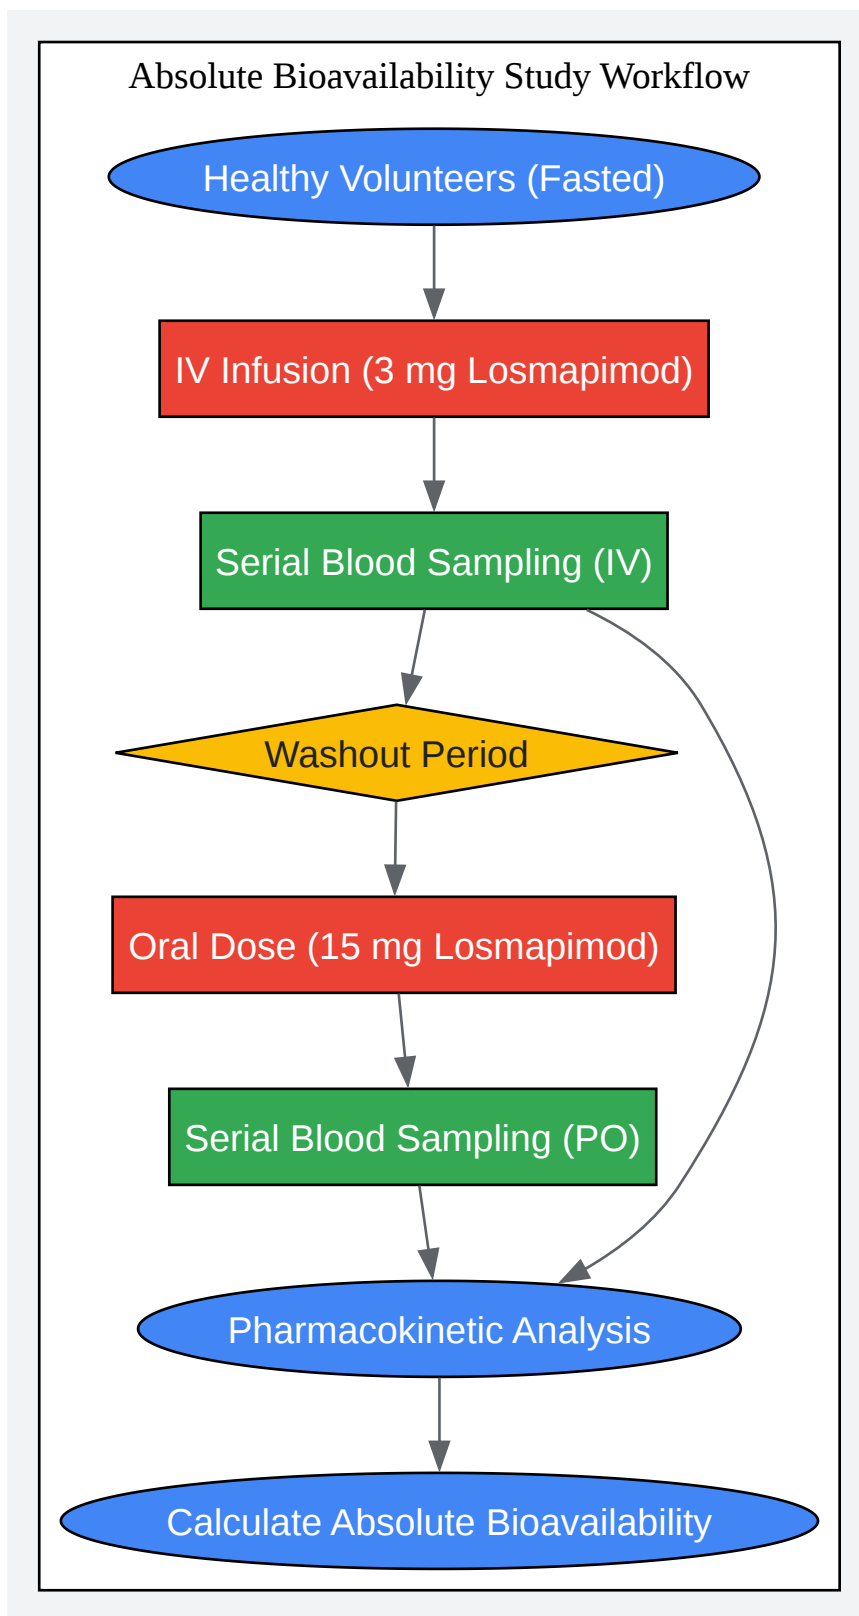 Absolute Bioavailability Study Workflow
Healthy Volunteers (Fasted)
IV Infusion (3 mg Losmapimod)
Serial Blood Sampling (IV)
Washout Period
Oral Dose (15 mg Losmapimod)
Serial Blood Sampling (PO)
Pharmacokinetic Analysis
Calculate Absolute Bioavailability